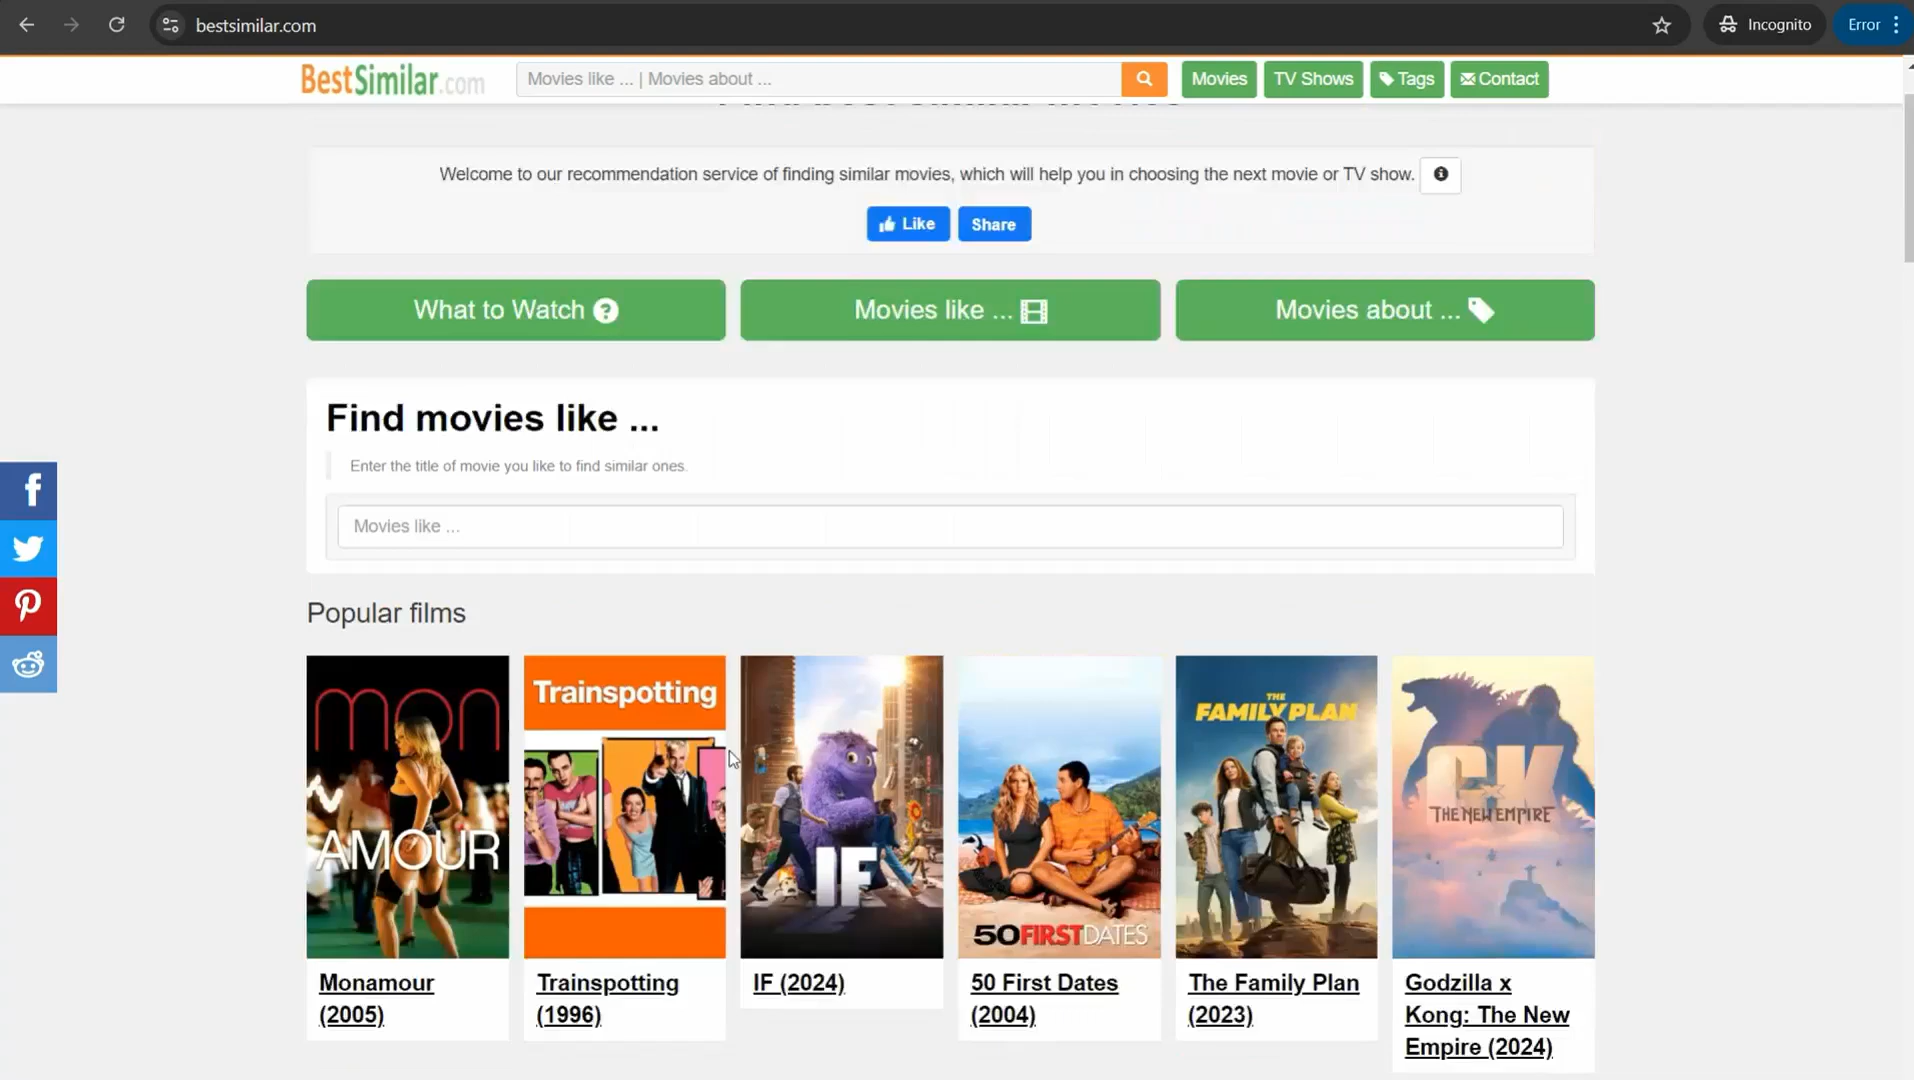 bestsimilar.com
Incognito
Error
BestSimilar.com
Movies like ... | Movies about ...
Movies
TV Shows
Tags
Contact
Welcome to our recommendation service of finding similar movies, which will help you in choosing the next movie or TV show.
Like
Share
What to Watch
Movies like ...
Movies about ...
Find movies like ...
Enter the title of movie you like to find similar ones.
Movies like ...
Popular films
mon
AMOUR
Trainspotting
IF
50 FIRST DATES
THE
FAMILY PLAN
GK
THE NEW EMPIRE
Monamour
(2005)
Trainspotting
(1996)
IF (2024)
50 First Dates
(2004)
The Family Plan
(2023)
Godzilla x
Kong: The New
Empire (2024)